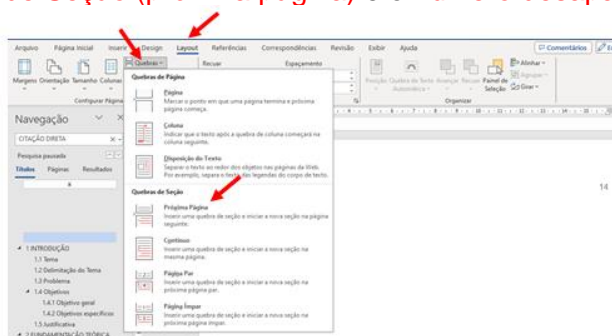 Arquivo Página Inicial Inserir Design Layout Referências Correspondências Revisão Exibir Ajuda Comentários
Quebras Recuar Espaçamento
Margens Orientação Tamanho Colunas
Configurar Página
Posição Quebra de Texto Automática Avançar Recuar Painel de Seleção
Alinhar
Agrupar
Girar
Organizar
Quebras de Página
Página
Marcar o ponto em que uma página termina e próxima
página começa.
Coluna
Indicar que o texto após a quebra de coluna começará na
coluna seguinte.
Disposição do Texto
Separar o texto ao redor dos objetos nas páginas da Web.
Por exemplo, separa o texto das legendas do corpo de texto.
Quebras de Seção
Próxima Página
Inserir uma quebra de seção e iniciar a nova seção na página
seguinte.
Contínuo
Inserir uma quebra de seção e iniciar a nova seção na
mesma página.
Página Par
Inserir uma quebra de seção e iniciar a nova seção na
próxima página par.
Página Ímpar
Inserir uma quebra de seção e iniciar a nova seção na
próxima página ímpar.
Navegação
CITAÇÃO DIRETA
Pesquisa pausada
Títulos Páginas Resultados
1 INTRODUÇÃO
1.1 Tema
1.2 Delimitação do Tema
1.3 Problema
1.4 Objetivos
1.4.1 Objetivo geral
1.4.2 Objetivos específicos
1.5 Justificativa
2 FUNDAMENTAÇÃO TEÓRICA
14